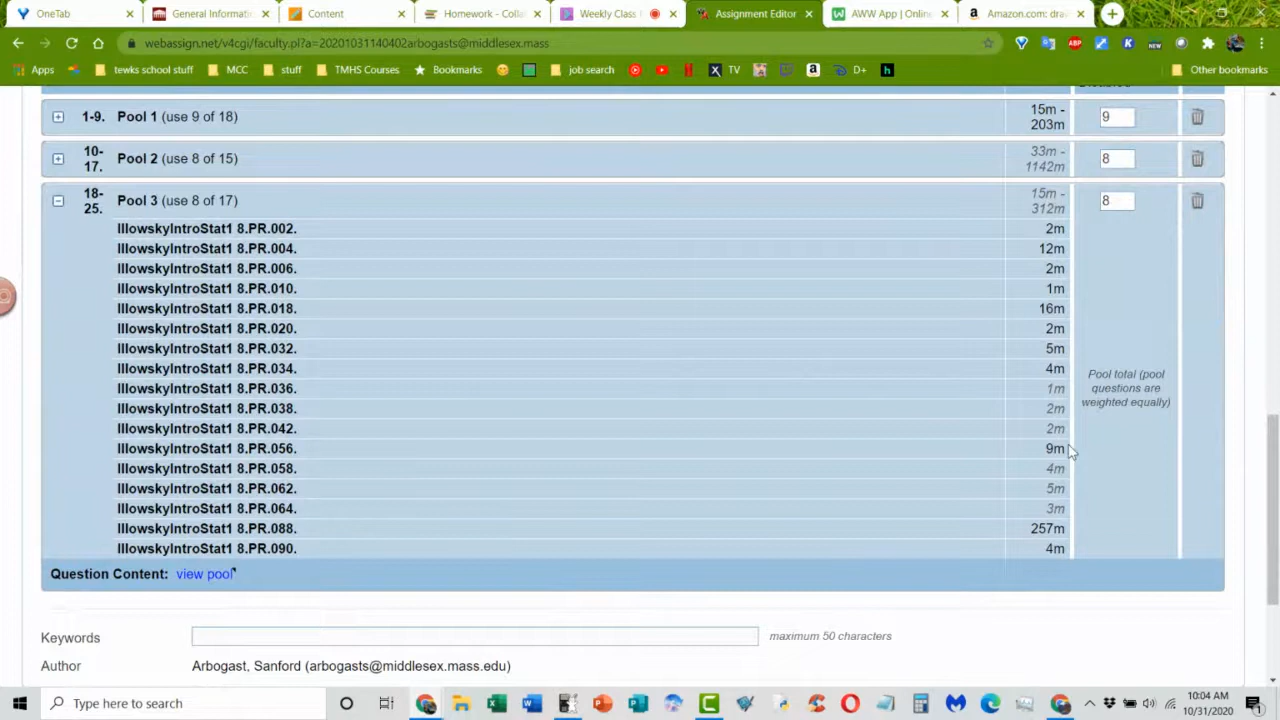 OneTab
General Informati
Content
Homework - Colle
Weekly Class
Assignment Editor
AWW App | Online
Amazon.com: dra
webassign.net/v4cgi/faculty.pl?a=20201031140402arbogasts@middlesex.mass
Apps
tewks school stuff
MCC
stuff
TMHS Courses
Bookmarks
job search
TV
D+
Other bookmarks
1-9. Pool 1 (use 9 of 18) 15m - 203m 9
10-17. Pool 2 (use 8 of 15) 33m - 1142m 8
18-25. Pool 3 (use 8 of 17) 15m - 312m 8
IllowskyIntroStat1 8.PR.002. 2m
IllowskyIntroStat1 8.PR.004. 12m
IllowskyIntroStat1 8.PR.006. 2m
IllowskyIntroStat1 8.PR.010. 1m
IllowskyIntroStat1 8.PR.018. 16m
IllowskyIntroStat1 8.PR.020. 2m
IllowskyIntroStat1 8.PR.032. 5m
IllowskyIntroStat1 8.PR.034. 4m
IllowskyIntroStat1 8.PR.036. 1m
IllowskyIntroStat1 8.PR.038. 2m
IllowskyIntroStat1 8.PR.042. 2m
IllowskyIntroStat1 8.PR.056. 9m
IllowskyIntroStat1 8.PR.058. 4m
IllowskyIntroStat1 8.PR.062. 5m
IllowskyIntroStat1 8.PR.064. 3m
IllowskyIntroStat1 8.PR.088. 257m
IllowskyIntroStat1 8.PR.090. 4m
Pool total (pool
questions are
weighted equally)
Question Content: view pool
Keywords
maximum 50 characters
Author
Arbogast, Sanford (arbogasts@middlesex.mass.edu)
Type here to search
10:04 AM
10/31/2020